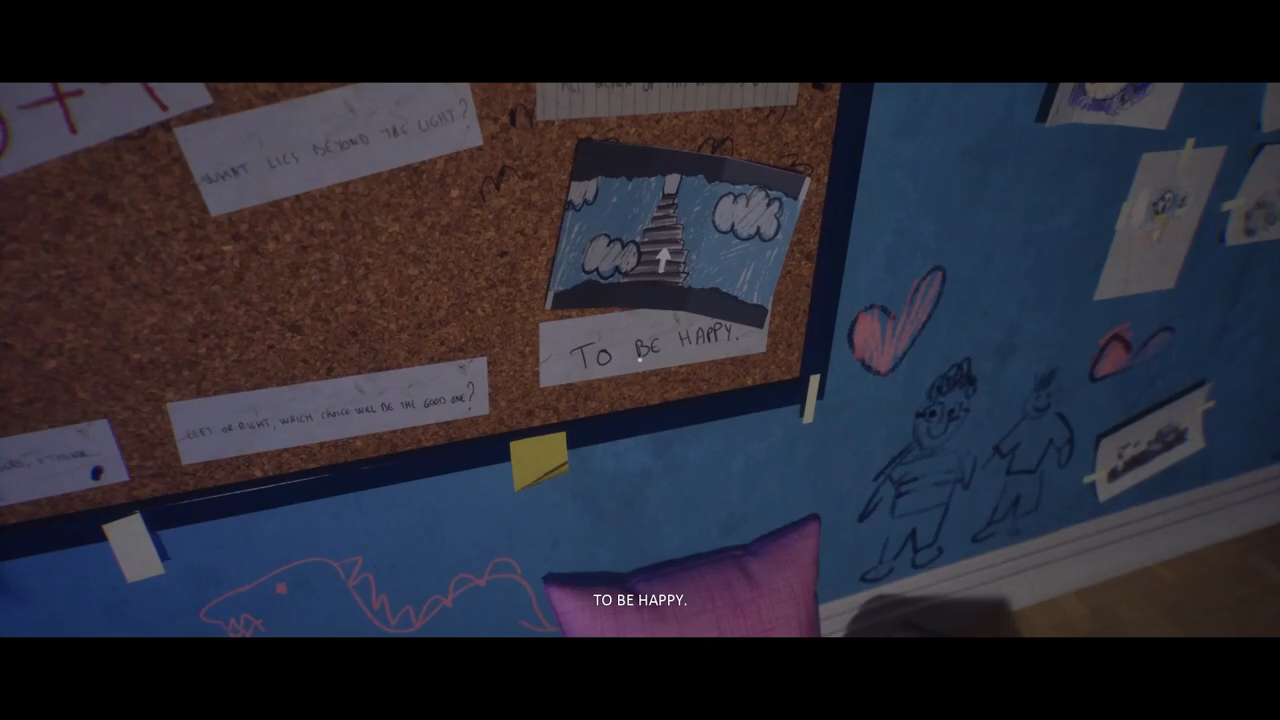 WHAT LIES BEYOND THE LIGHT?
TO BE HAPPY.
LEFT OR RIGHT, WHICH CHOICE WILL BE THE GOOD ONE?
I THINK...
TO BE HAPPY.